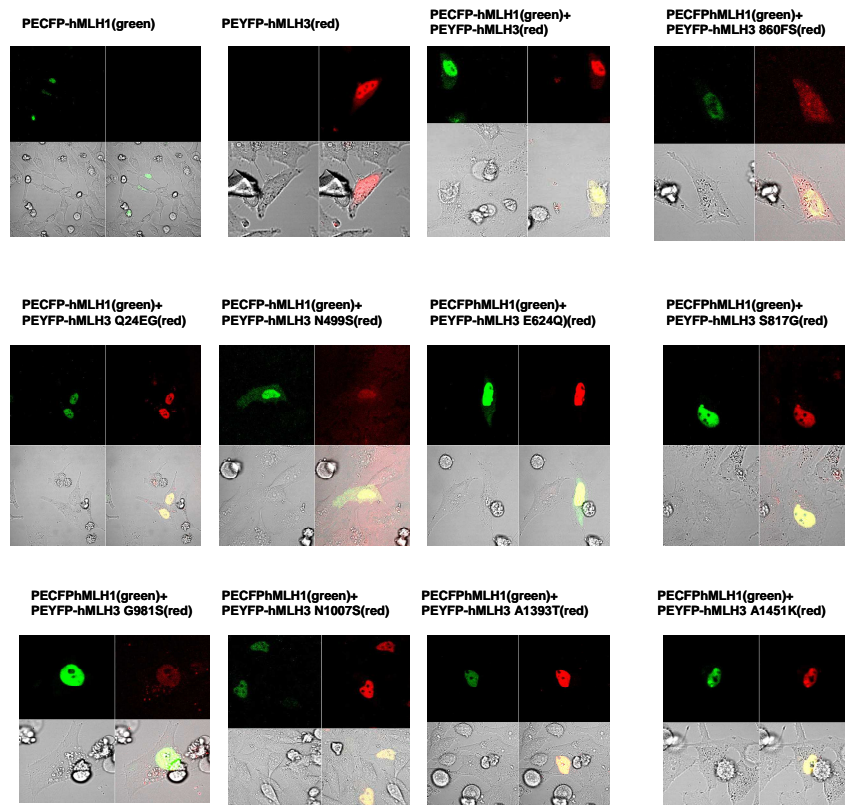 PECFP-hMLH1(green)
PEYFP-hMLH3(red)
PECFP-hMLH1(green)+
PEYFP-hMLH3(red)
PECFPhMLH1(green)+
PEYFP-hMLH3 860FS(red)
PECFP-hMLH1(green)+
PEYFP-hMLH3 Q24EG(red)
PECFP-hMLH1(green)+
PEYFP-hMLH3 N499S(red)
PECFPhMLH1(green)+
PEYFP-hMLH3 E624Q)(red)
PECFPhMLH1(green)+
PEYFP-hMLH3 S817G(red)
PECFPhMLH1(green)+
PEYFP-hMLH3 G981S(red)
PECFPhMLH1(green)+
PEYFP-hMLH3 N1007S(red)
PECFPhMLH1(green)+
PEYFP-hMLH3 A1393T(red)
PECFPhMLH1(green)+
PEYFP-hMLH3 A1451K(red)